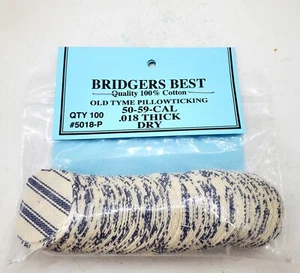 BRIDGERS BEST
Quality 100% Cotton
OLD TYME PILLOWTICKING
50-59-CAL
.018 THICK
DRY
QTY 100
#5018-P